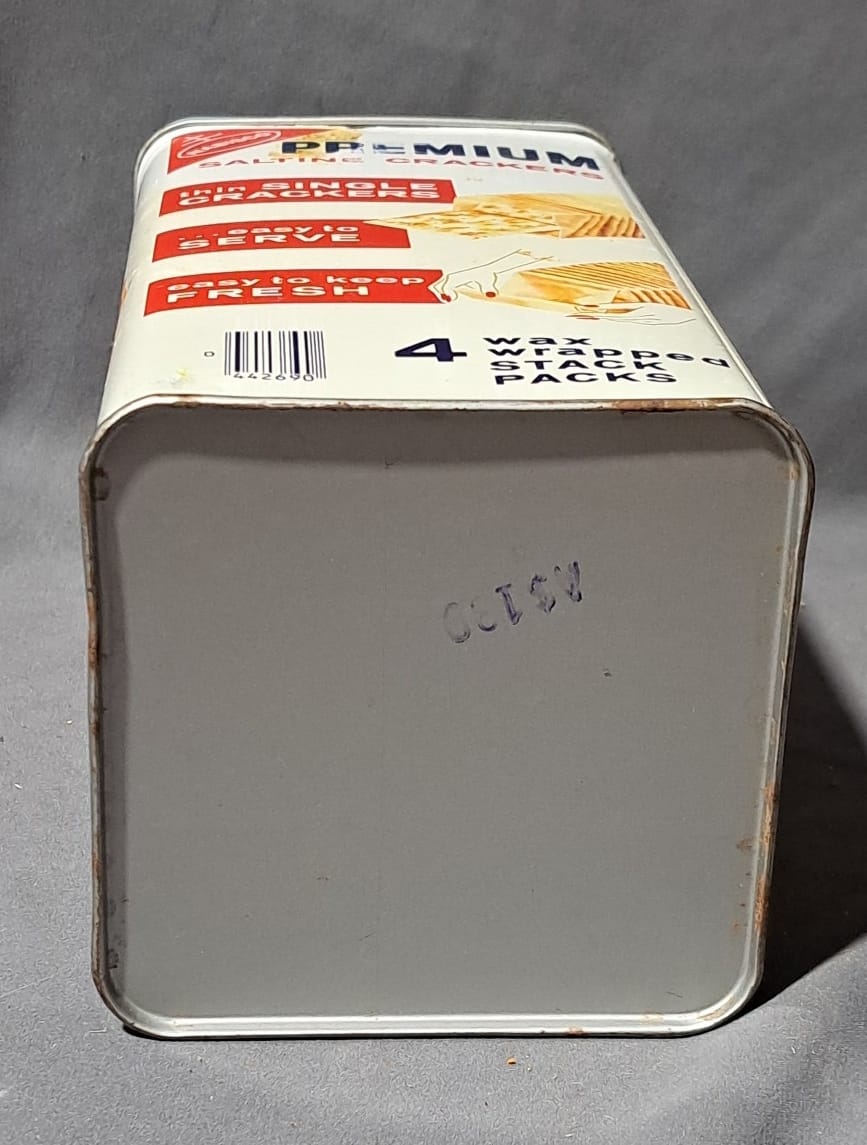 NABISCO
PREMIUM
SALTINE CRACKERS
thin SINGLE
CRACKERS
...easy to
SERVE
easy to keep
FRESH
4 wax
wrapped
STACK
PACKS
0
442690